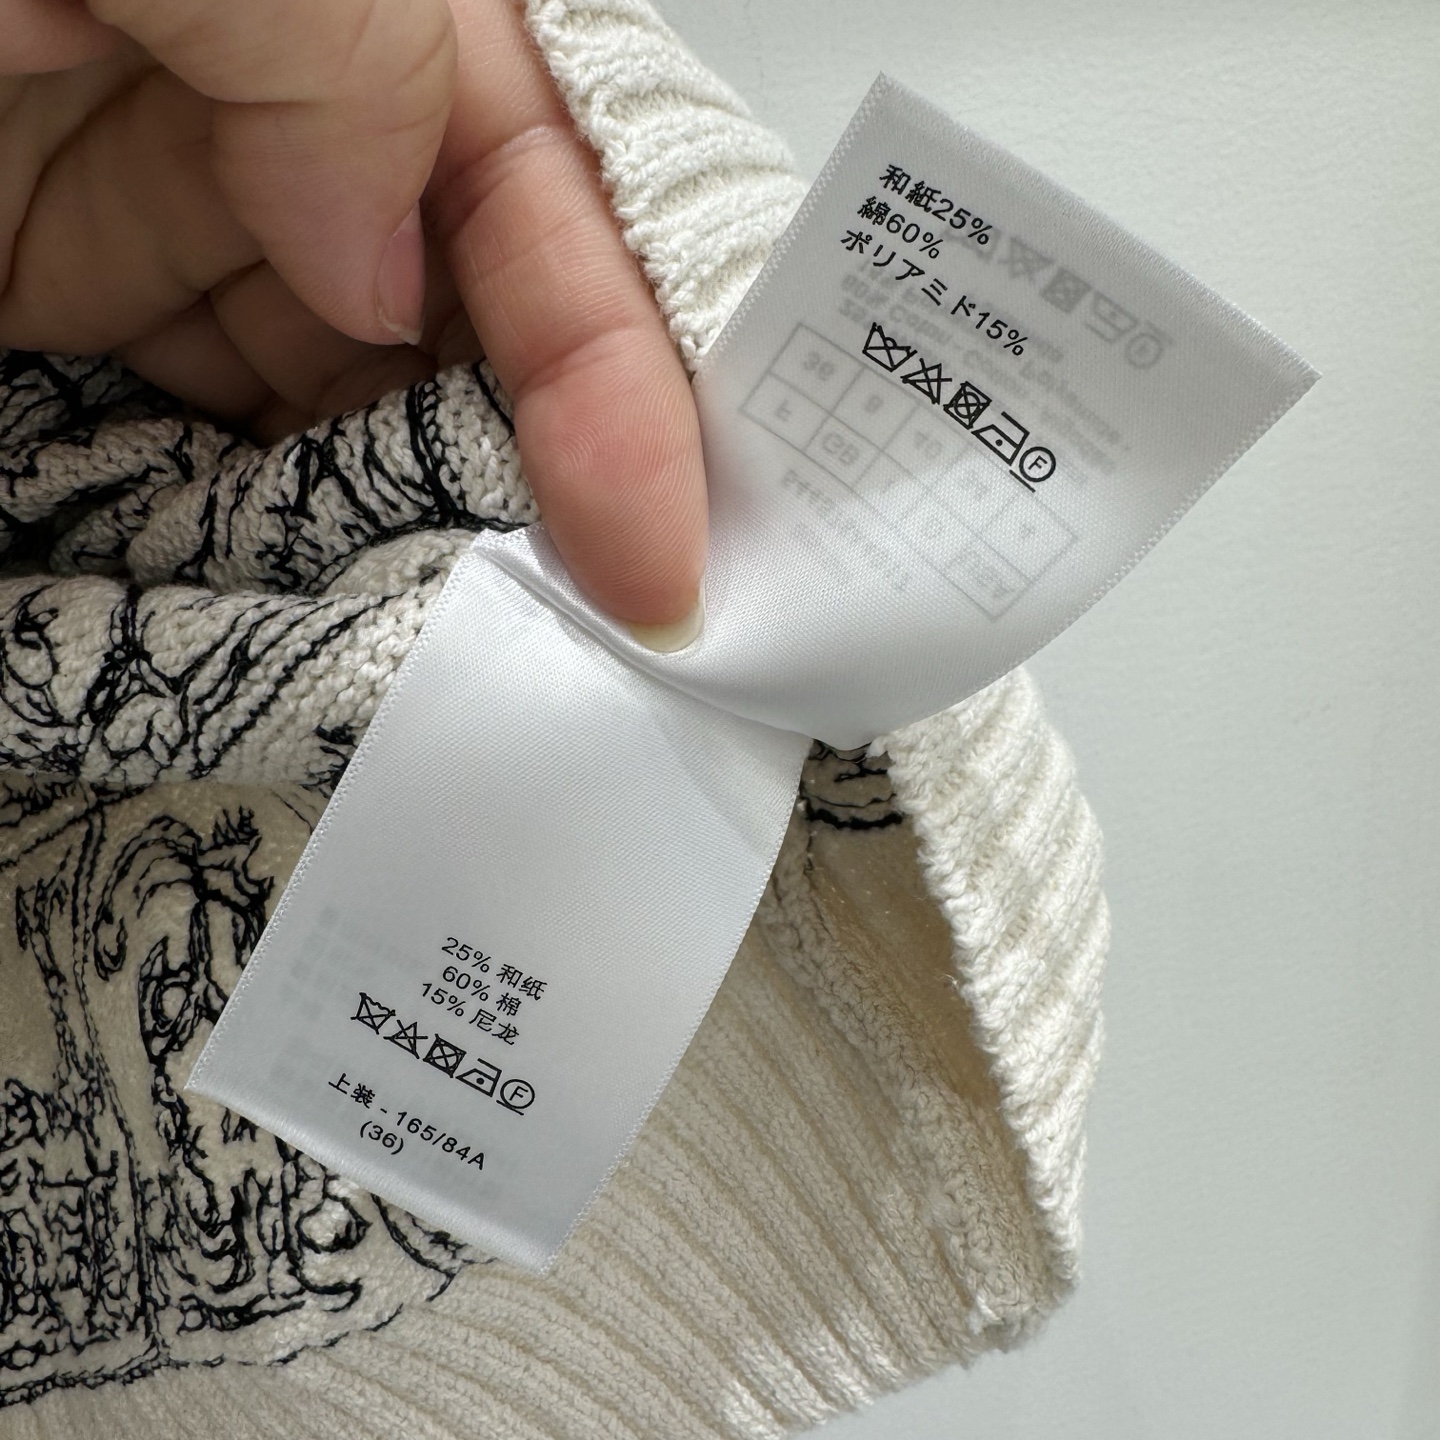 和紙25%
綿60%
ポリアミド15%
F
25% 和纸
60% 棉
15% 尼龙
F
上装 - 165/84A
(36)